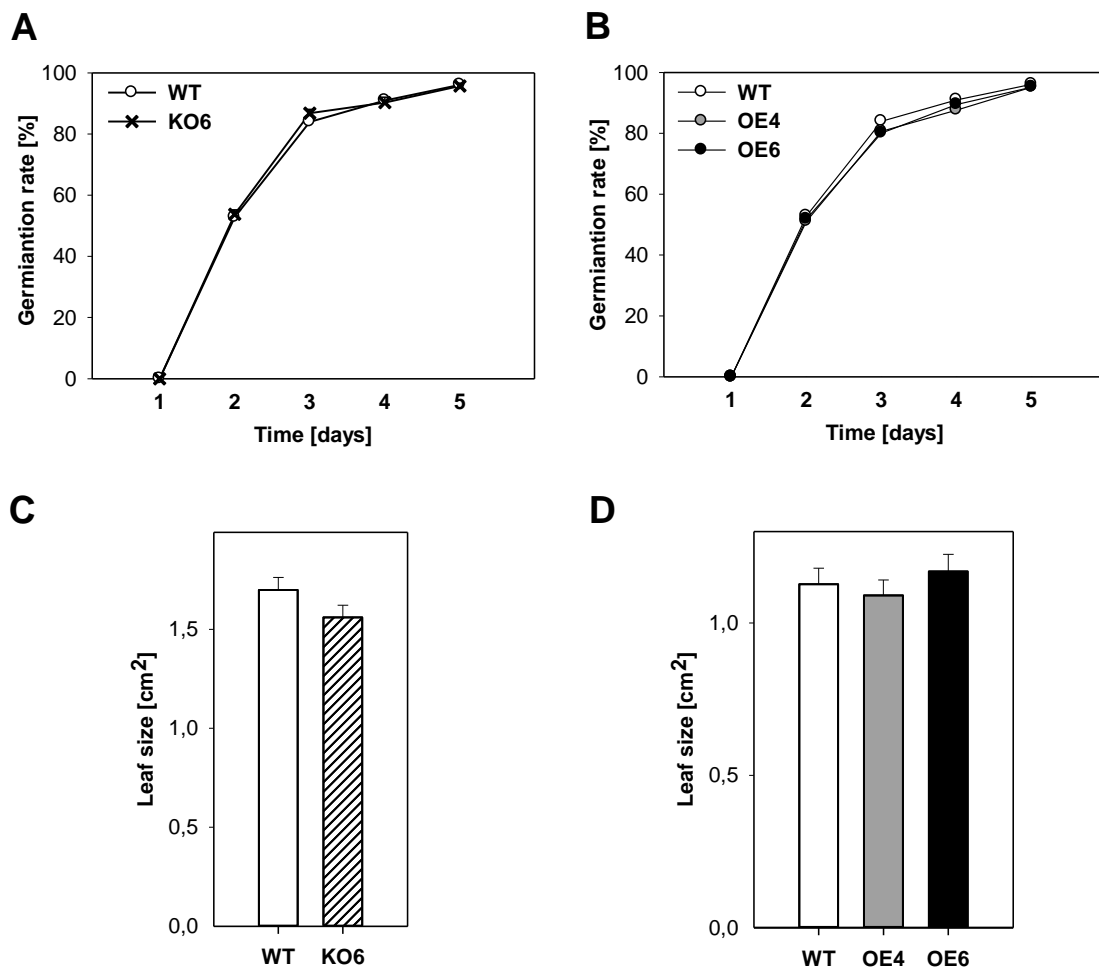 A
100
80
60
40
20
0
Germiantion rate [%]
WT
KO6
1 2 3 4 5
Time [days]
B
100
80
60
40
20
0
Germiantion rate [%]
WT
OE4
OE6
1 2 3 4 5
Time [days]
C
1,5
1,0
0,5
0,0
Leaf size [cm²]
WT KO6
D
1,0
0,5
0,0
Leaf size [cm²]
WT OE4 OE6